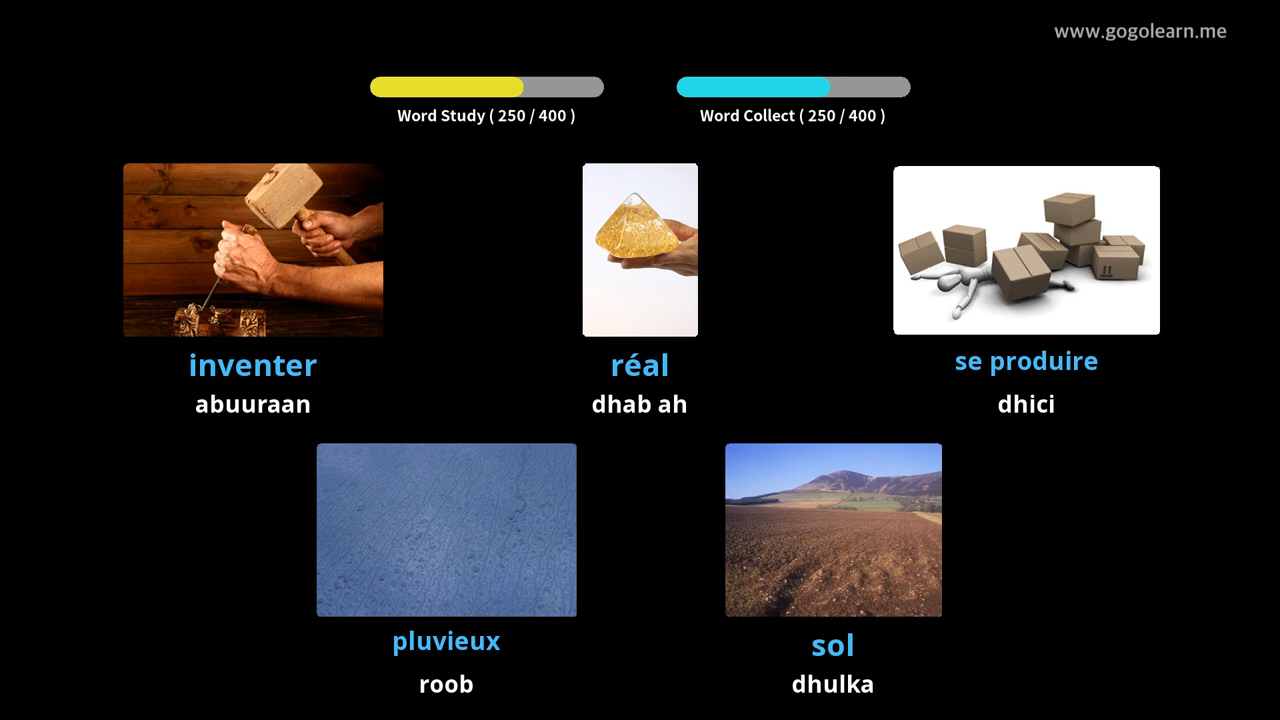 www.gogolearn.me
Word Study ( 250 / 400 )
Word Collect ( 250 / 400 )
inventer
abuuraan
réal
dhab ah
se produire
dhici
pluvieux
roob
sol
dhulka